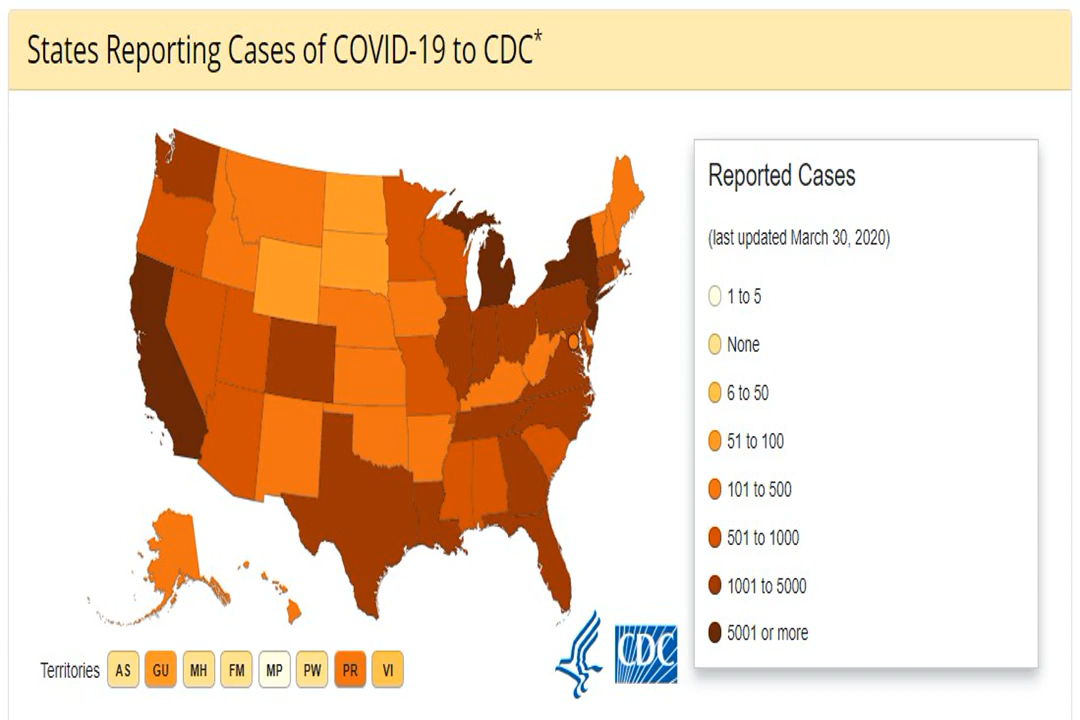 States Reporting Cases of COVID-19 to CDC*
Reported Cases
(last updated March 30, 2020)
1 to 5
None
6 to 50
51 to 100
101 to 500
501 to 1000
1001 to 5000
5001 or more
CDC
Territories AS GU MH FM MP PW PR VI